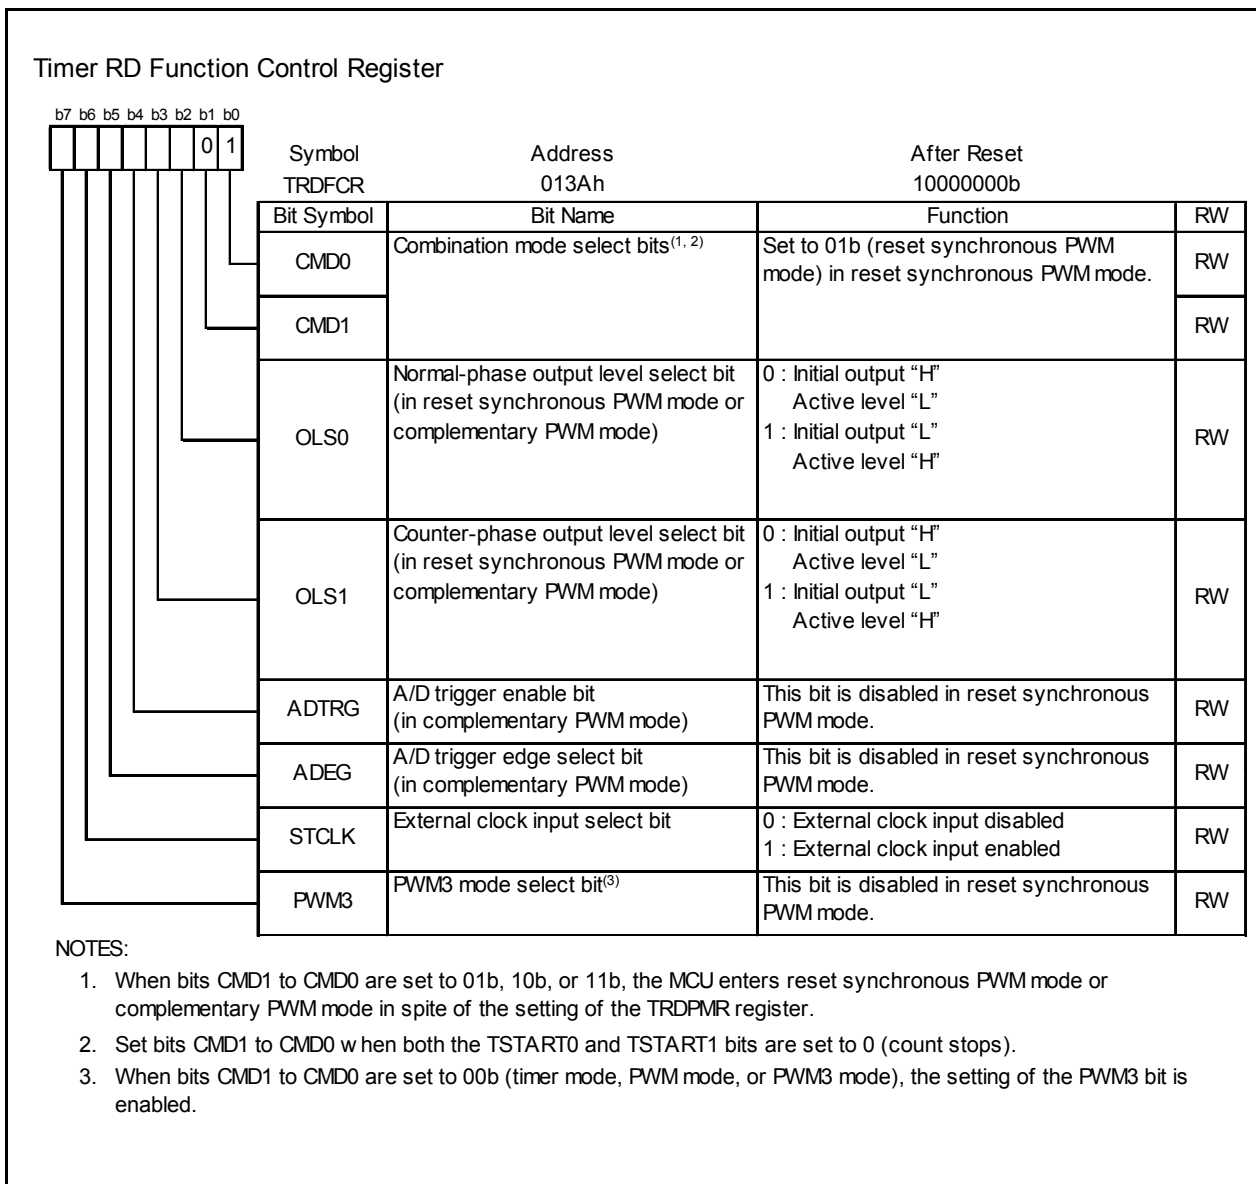 Timer RD Function Control Register
b7 b6 b5 b4 b3 b2 b1 b0
0 1
Symbol Address After Reset
TRDFCR 013Ah 10000000b
Bit Symbol Bit Name Function RW
CMD0 Combination mode select bits(1, 2) Set to 01b (reset synchronous PWM
mode) in reset synchronous PWM mode. RW
CMD1 RW
OLS0 Normal-phase output level select bit
(in reset synchronous PWM mode or
complementary PWM mode)
0 : Initial output “H”
Active level “L”
1 : Initial output “L”
Active level “H”
RW
OLS1 Counter-phase output level select bit
(in reset synchronous PWM mode or
complementary PWM mode)
0 : Initial output “H”
Active level “L”
1 : Initial output “L”
Active level “H”
RW
ADTRG A/D trigger enable bit
(in complementary PWM mode)
This bit is disabled in reset synchronous
PWM mode.
RW
ADEG A/D trigger edge select bit
(in complementary PWM mode)
This bit is disabled in reset synchronous
PWM mode.
RW
STCLK External clock input select bit
0 : External clock input disabled
1 : External clock input enabled
RW
PWM3 PWM3 mode select bit(3)
This bit is disabled in reset synchronous
PWM mode.
RW
NOTES:
1. When bits CMD1 to CMD0 are set to 01b, 10b, or 11b, the MCU enters reset synchronous PWM mode or
complementary PWM mode in spite of the setting of the TRDPMR register.
2. Set bits CMD1 to CMD0 when both the TSTART0 and TSTART1 bits are set to 0 (count stops).
3. When bits CMD1 to CMD0 are set to 00b (timer mode, PWM mode, or PWM3 mode), the setting of the PWM3 bit is
enabled.